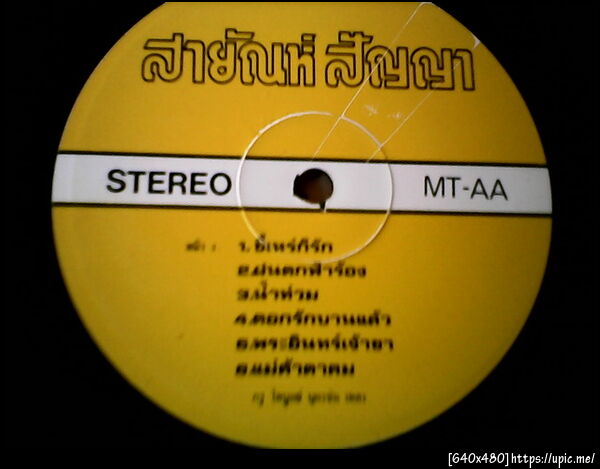 สายัณห์ สัญญา
STEREO
MT-AA
หน้า
1. ขี้เหร่ก็รัก
2.ฝนตกฟ้าร้อง
3.น้ำท่วม
4.ดอกรักบานแล้ว
5.พระอินทร์เจ้าขา
6.แม่ค้าตาคม
[640x480]https://upic.me/